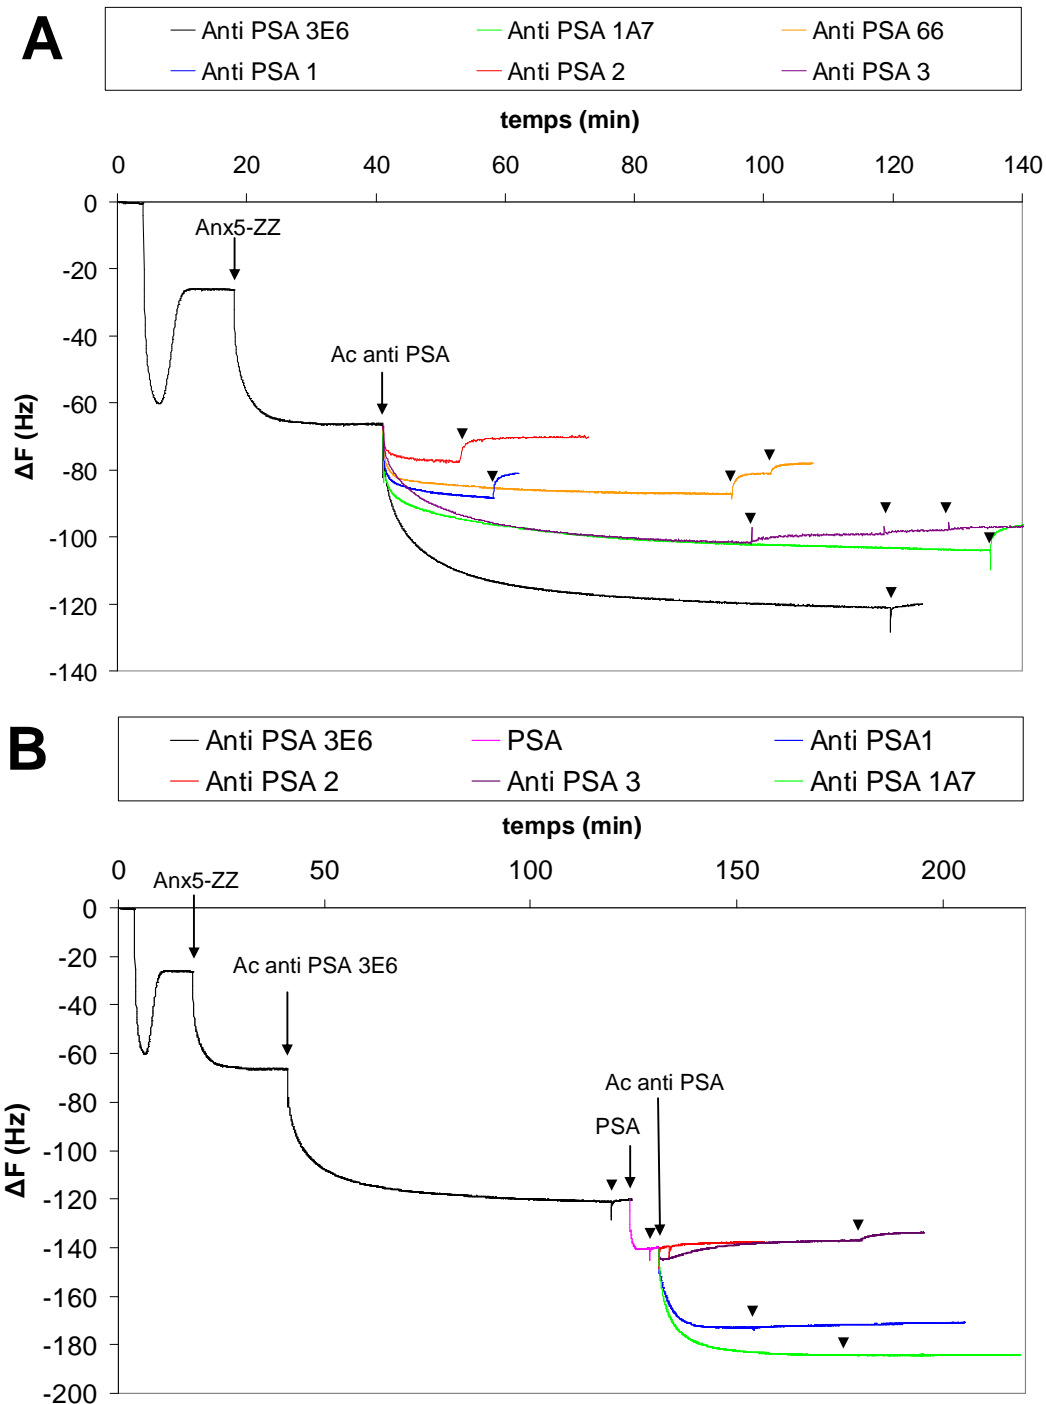 A
Anti PSA 3E6 Anti PSA 1A7 Anti PSA 66
Anti PSA 1 Anti PSA 2 Anti PSA 3
temps (min)
0 20 40 60 80 100 120 140
0
Anx5-ZZ
-20
-40
Ac anti PSA
-60
-80
-100
-120
-140
ΔF (Hz)
B
Anti PSA 3E6 PSA Anti PSA1
Anti PSA 2 Anti PSA 3 Anti PSA 1A7
temps (min)
0 50 100 150 200
Anx5-ZZ
0
-20
Ac anti PSA 3E6
-40
-60
Ac anti PSA
-80
PSA
-100
-120
-140
-160
-180
-200
ΔF (Hz)